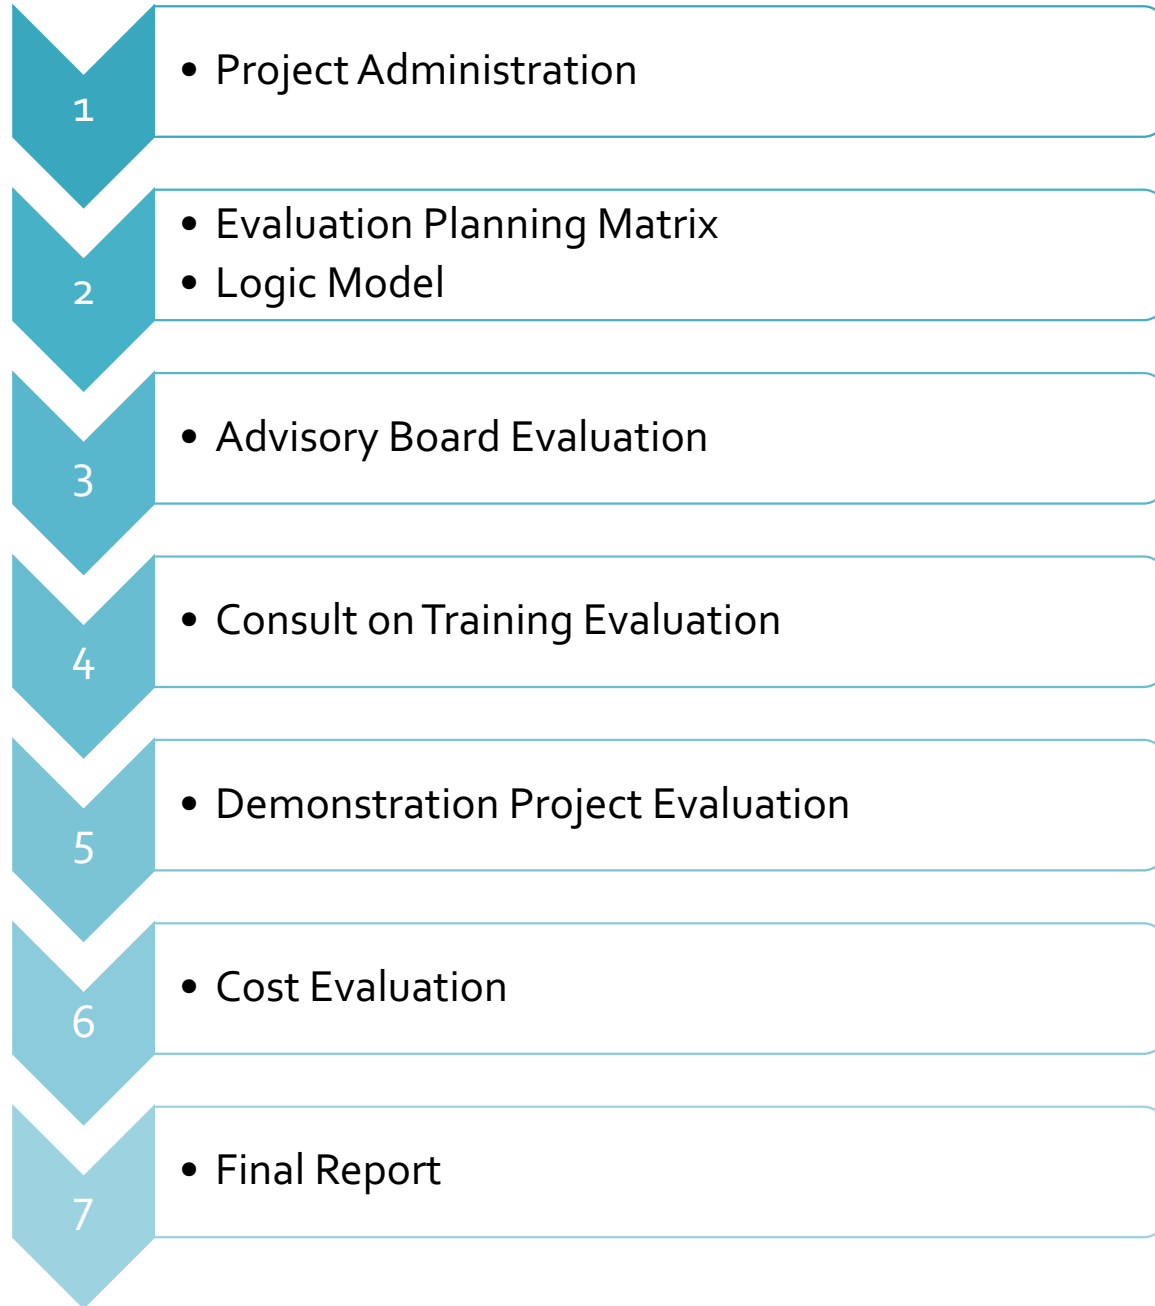 1
• Project Administration
2
• Evaluation Planning Matrix
• Logic Model
3
• Advisory Board Evaluation
4
• Consult on Training Evaluation
5
• Demonstration Project Evaluation
6
• Cost Evaluation
7
• Final Report